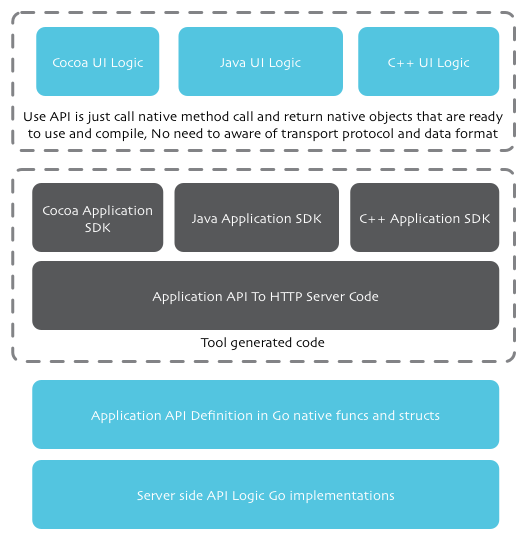 Cocoa UI Logic
Java UI Logic
C++ UI Logic
Use API is just call native method call and return native objects that are ready
to use and compile, No need to aware of transport protocol and data format
Cocoa Application
SDK
Java Application SDK
C++ Application SDK
Application API To HTTP Server Code
Tool generated code
Application API Definition in Go native funcs and structs
Server side API Logic Go implementations